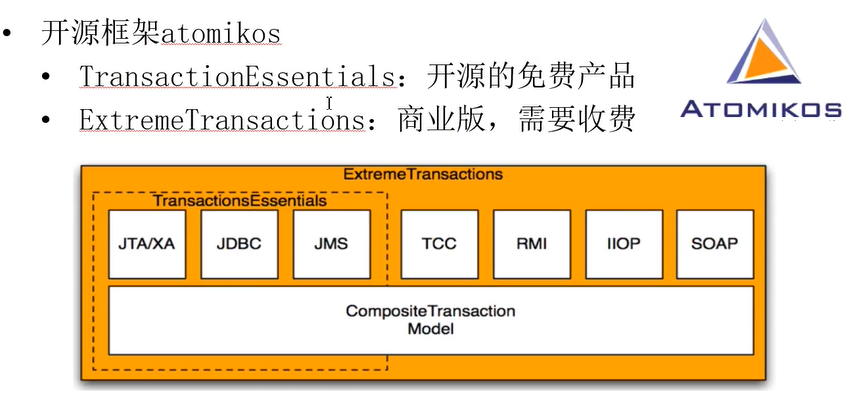 • 开源框架atomikos
• TransactionEssentials：开源的免费产品
• ExtremeTransactions：商业版，需要收费
ATOMIKOS
ExtremeTransactions
TransactionsEssentials
JTA/XA JDBC JMS TCC RMI IIOP SOAP
CompositeTransaction
Model